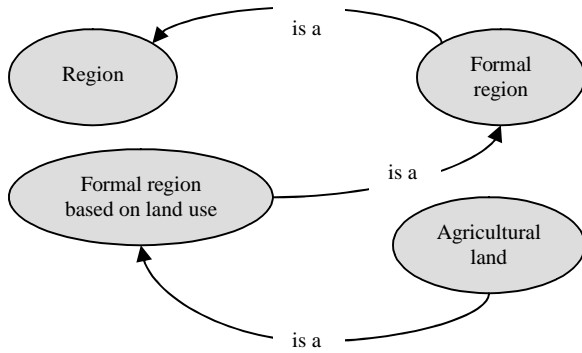 is a
Region
Formal
region
is a
Formal region
based on land use
Agricultural
land
is a